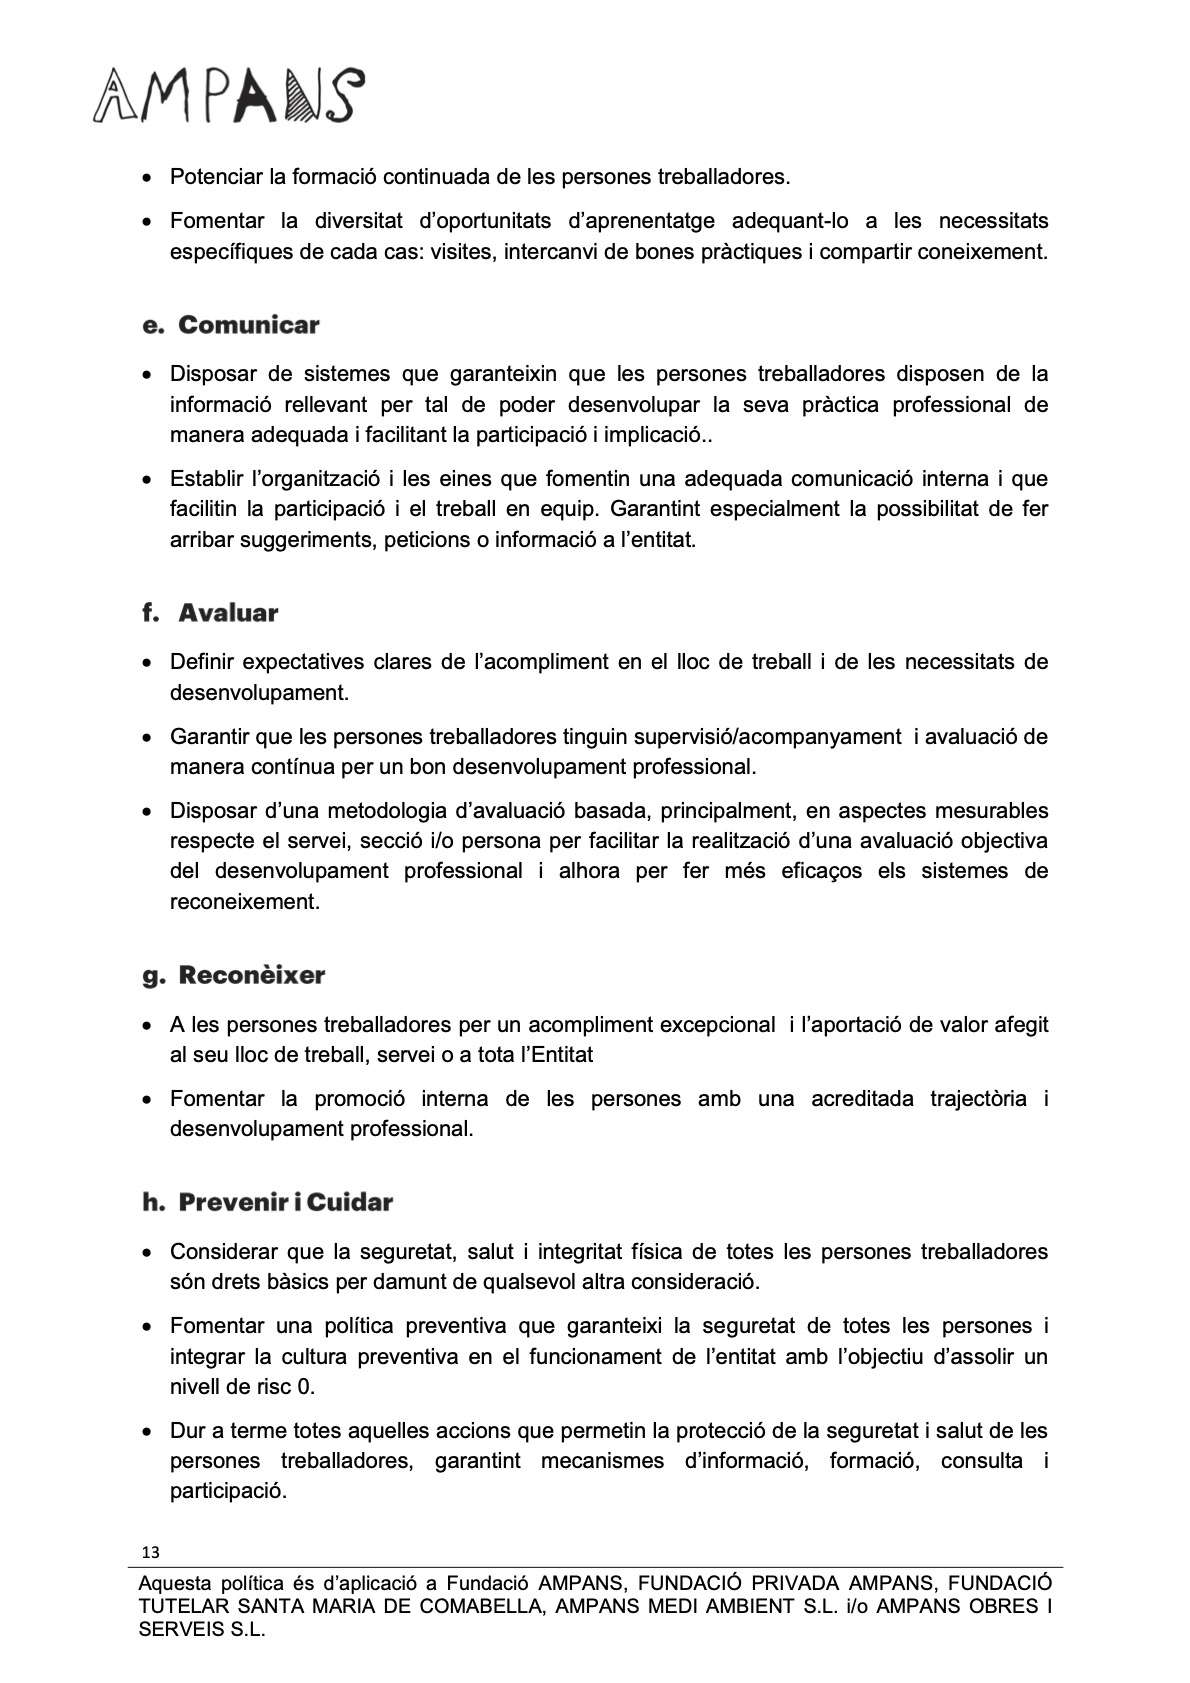 AMPANS
• Potenciar la formació continuada de les persones treballadores.
• Fomentar la diversitat d’oportunitats d’aprenentatge adequant-lo a les necessitats
específiques de cada cas: visites, intercanvi de bones pràctiques i compartir coneixement.
e. Comunicar
• Disposar de sistemes que garanteixin que les persones treballadores disposen de la
informació rellevant per tal de poder desenvolupar la seva pràctica professional de
manera adequada i facilitant la participació i implicació..
• Establir l’organització i les eines que fomentin una adequada comunicació interna i que
facilitin la participació i el treball en equip. Garantint especialment la possibilitat de fer
arribar suggeriments, peticions o informació a l’entitat.
f. Avaluar
• Definir expectatives clares de l’acompliment en el lloc de treball i de les necessitats de
desenvolupament.
• Garantir que les persones treballadores tinguin supervisió/acompanyament  i avaluació de
manera contínua per un bon desenvolupament professional.
• Disposar d’una metodologia d’avaluació basada, principalment, en aspectes mesurables
respecte el servei, secció i/o persona per facilitar la realització d’una avaluació objectiva
del desenvolupament professional i alhora per fer més eficaços els sistemes de
reconeixement.
g. Reconèixer
• A les persones treballadores per un acompliment excepcional  i l’aportació de valor afegit
al seu lloc de treball, servei o a tota l’Entitat
• Fomentar la promoció interna de les persones amb una acreditada trajectòria i
desenvolupament professional.
h. Prevenir i Cuidar
• Considerar que la seguretat, salut i integritat física de totes les persones treballadores
són drets bàsics per damunt de qualsevol altra consideració.
• Fomentar una política preventiva que garanteixi la seguretat de totes les persones i
integrar la cultura preventiva en el funcionament de l’entitat amb l’objectiu d’assolir un
nivell de risc 0.
• Dur a terme totes aquelles accions que permetin la protecció de la seguretat i salut de les
persones treballadores, garantint mecanismes d’informació, formació, consulta i
participació.
13
Aquesta política és d’aplicació a Fundació AMPANS, FUNDACIÓ PRIVADA AMPANS, FUNDACIÓ
TUTELAR SANTA MARIA DE COMABELLA, AMPANS MEDI AMBIENT S.L. i/o AMPANS OBRES I
SERVEIS S.L.